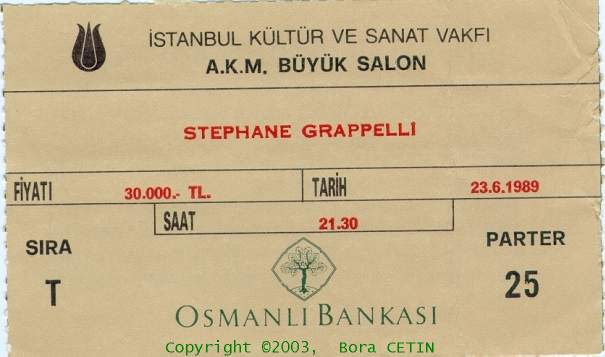 İSTANBUL KÜLTÜR VE SANAT VAKFI
A.K.M. BÜYÜK SALON
STEPHANE GRAPPELLİ
FİYATI 30.000.- TL. TARİH 23.6.1989
SAAT 21.30
SIRA PARTER
T 25
OSMANLI BANKASI
Copyright ©2003, Bora CETIN